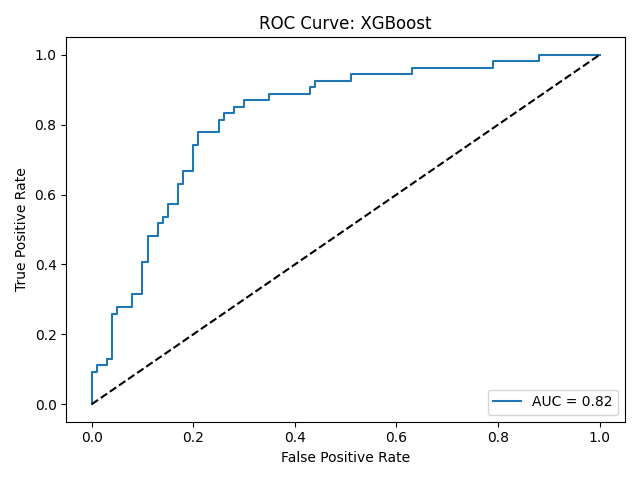 ROC Curve: XGBoost
1.0
0.8
0.6
0.4
0.2
0.0
True Positive Rate
AUC = 0.82
0.0 0.2 0.4 0.6 0.8 1.0
False Positive Rate